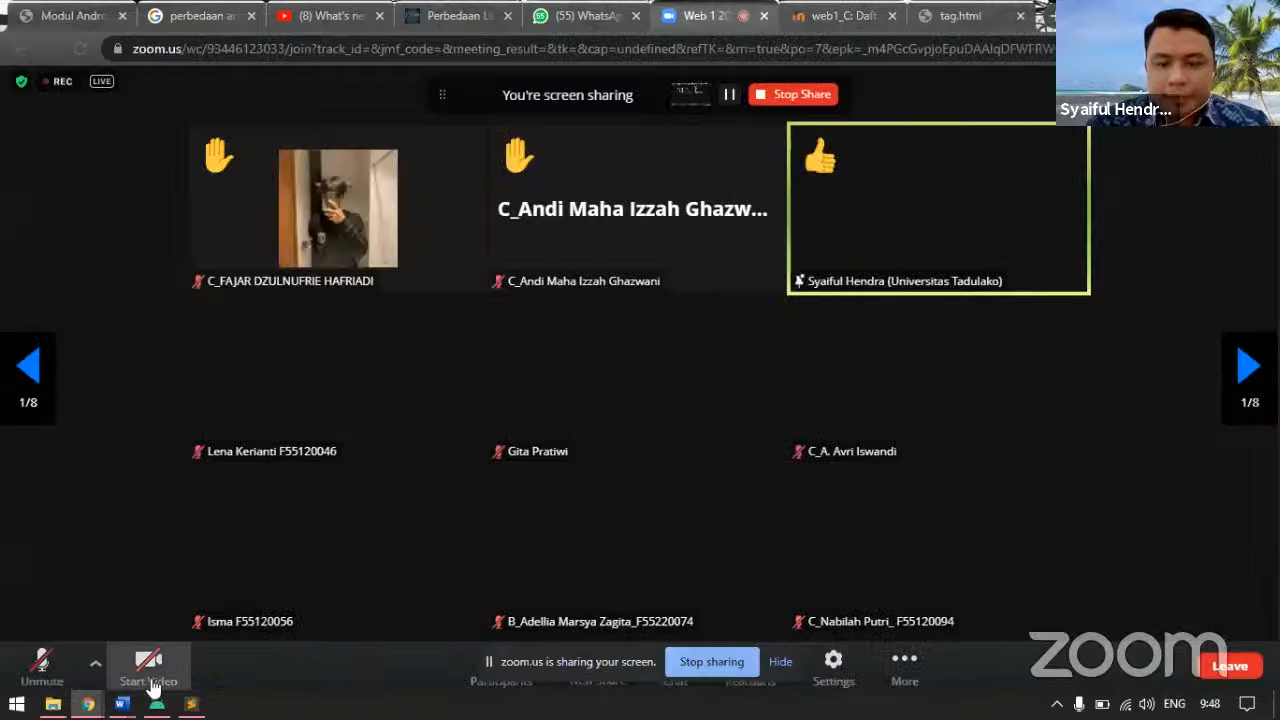 Modul Andro
perbedaan a
(8) What's ne
Perbedaan Li
(55) WhatsAp
Web 1 20
web1_C: Daft
tag.html
zoom.us/wc/93446123033/join?track_id=&jmf_code=&meeting_result=&tk=&cap=undefined&refTK=&rm=true&po=7&epk=
REC
LIVE
You're screen sharing
Stop Share
Syaiful Hendr...
C_Andi Maha Izzah Ghazw...
C_FAJAR DZULNUFRIE HAFRIADI
C_Andi Maha Izzah Ghazwani
Syaiful Hendra (Universitas Tadulako)
1/8
1/8
Lena Kerianti F55120046
Gita Pratiwi
C_A. Avri Iswandi
Isma F55120056
B_Adellia Marsya Zagita_F55220074
C_Nabilah Putri_ F55120094
zoom
zoom.us is sharing your screen.
Stop sharing
Hide
Leave
Unmute
Start Video
Participants
New Share
Chat
Reactions
Settings
More
ENG
9:48